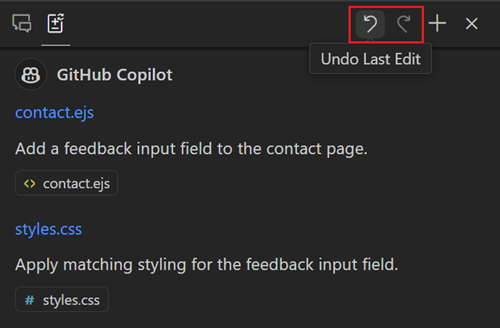 Undo Last Edit
GitHub Copilot
contact.ejs
Add a feedback input field to the contact page.
<> contact.ejs
styles.css
Apply matching styling for the feedback input field.
# styles.css